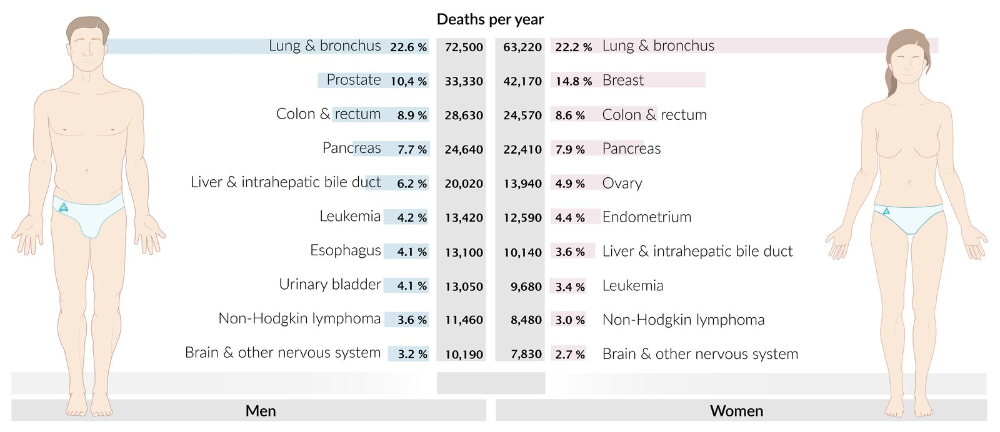 Deaths per year
Lung & bronchus 22.6 % 72,500 63,220 22.2 % Lung & bronchus
Prostate 10,4 % 33,330 42,170 14.8 % Breast
Colon & rectum 8.9 % 28,630 24,570 8.6 % Colon & rectum
Pancreas 7.7 % 24,640 22,410 7.9 % Pancreas
Liver & intrahepatic bile duct 6.2 % 20,020 13,940 4.9 % Ovary
Leukemia 4.2 % 13,420 12,590 4.4 % Endometrium
Esophagus 4.1 % 13,100 10,140 3.6 % Liver & intrahepatic bile duct
Urinary bladder 4.1 % 13,050 9,680 3.4 % Leukemia
Non-Hodgkin lymphoma 3.6 % 11,460 8,480 3.0 % Non-Hodgkin lymphoma
Brain & other nervous system 3.2 % 10,190 7,830 2.7 % Brain & other nervous system
Men Women